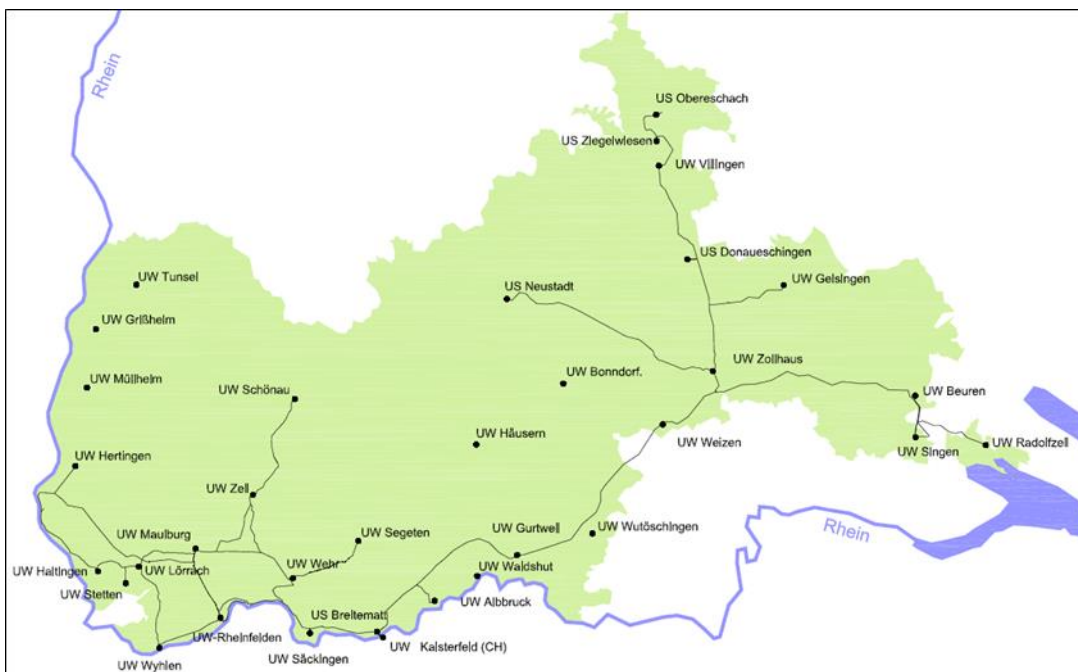 Rhein
US Obereschach
US Ziegelwiesen
UW Villingen
US Donaueschingen
UW Tunsel
UW Geisingen
US Neustadt
UW Grißheim
UW Zollhaus
UW Müllheim
UW Bonndorf.
UW Schönau
UW Beuren
UW Häusern
UW Weizen
UW Radolfzell
UW Singen
UW Hertingen
UW Zell
Rhein
UW Maulburg
UW Segeten
UW Gurtweil
UW Wutöschingen
UW Haltingen
UW Lörrach
UW Wehr
UW Waldshut
UW Stetten
UW Albbruck
US Breitematt
UW-Rheinfelden
UW Kaisterfeld (CH)
UW Säckingen
UW Wyhlen